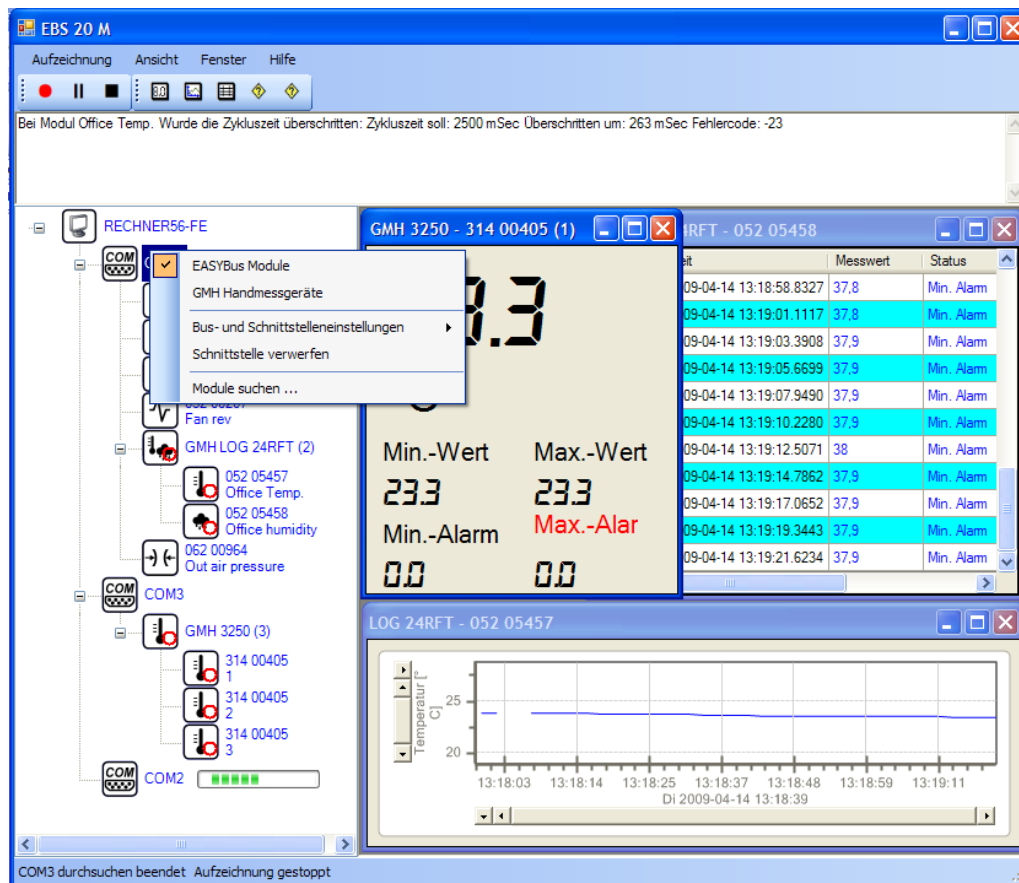 EBS 20 M
Aufzeichnung Ansicht Fenster Hilfe
Bei Modul Office Temp. Wurde die Zykluszeit überschritten: Zykluszeit soll: 2500 mSec Überschritten um: 263 mSec Fehlercode: -23
RECHNER56-FE
COM
EASYBus Module
GMH Handmessgeräte
Bus- und Schnittstelleneinstellungen
Schnittstelle verwerfen
Module suchen ...
Fan rev
GMH LOG 24RFT (2)
052 05457
Office Temp.
052 05458
Office humidity
062 00964
Out air pressure
COM COM3
GMH 3250 (3)
314 00405
1
314 00405
2
314 00405
3
COM COM2
GMH 3250 - 314 00405 (1)
Min.-Wert Max.-Wert
23.3 23.3
Min.-Alarm Max.-Alar
0.0 0.0
RFT - 052 05458
Messwert Status
09-04-14 13:18:58.8327 37,8 Min. Alarm
09-04-14 13:19:01.1117 37,8 Min. Alarm
09-04-14 13:19:03.3908 37,9 Min. Alarm
09-04-14 13:19:05.6699 37,9 Min. Alarm
09-04-14 13:19:07.9490 37,9 Min. Alarm
09-04-14 13:19:10.2280 37,9 Min. Alarm
09-04-14 13:19:12.5071 38 Min. Alarm
09-04-14 13:19:14.7862 37,9 Min. Alarm
09-04-14 13:19:17.0652 37,9 Min. Alarm
09-04-14 13:19:19.3443 37,9 Min. Alarm
09-04-14 13:19:21.6234 37,9 Min. Alarm
LOG 24RFT - 052 05457
Temperatur [°
C]
25
20
13:18:03 13:18:14 13:18:25 13:18:37 13:18:48 13:18:59 13:19:11
Di 2009-04-14 13:18:39
COM3 durchsuchen beendet Aufzeichnung gestoppt